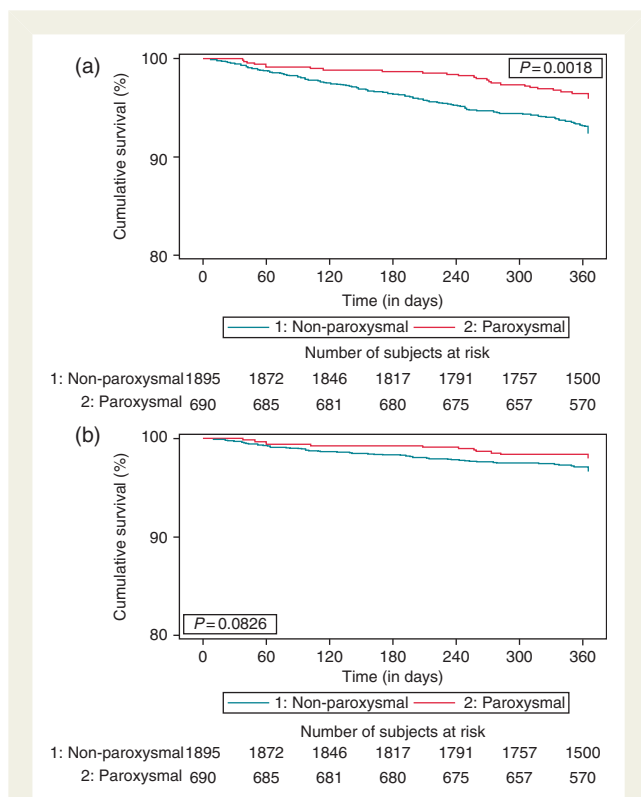 (a)
100
90
80
Cumulative survival (%)
P=0.0018
0 60 120 180 240 300 360
Time (in days)
1: Non-paroxysmal 2: Paroxysmal
Number of subjects at risk
1: Non-paroxysmal 1895 1872 1846 1817 1791 1757 1500
2: Paroxysmal 690 685 681 680 675 657 570
(b)
100
90
80
Cumulative survival (%)
P=0.0826
0 60 120 180 240 300 360
Time (in days)
1: Non-paroxysmal 2: Paroxysmal
Number of subjects at risk
1: Non-paroxysmal 1895 1872 1846 1817 1791 1757 1500
2: Paroxysmal 690 685 681 680 675 657 570